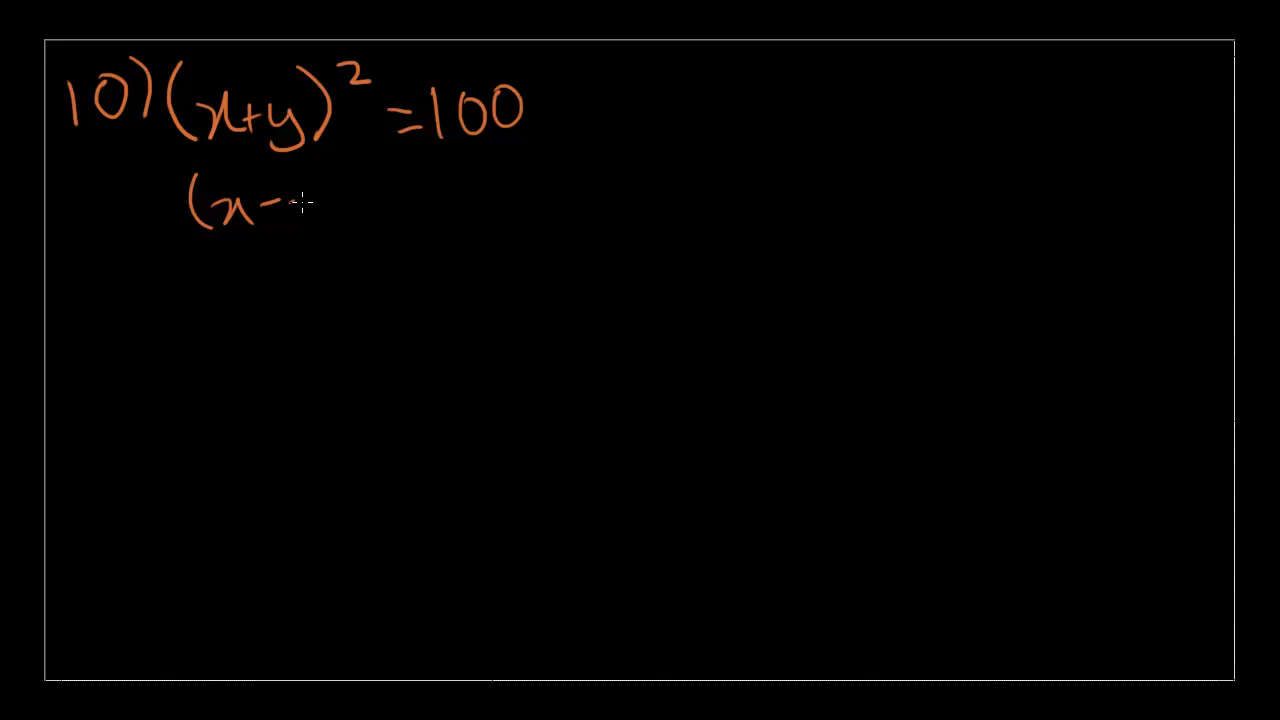 10) (x+y)² = 100
(x -